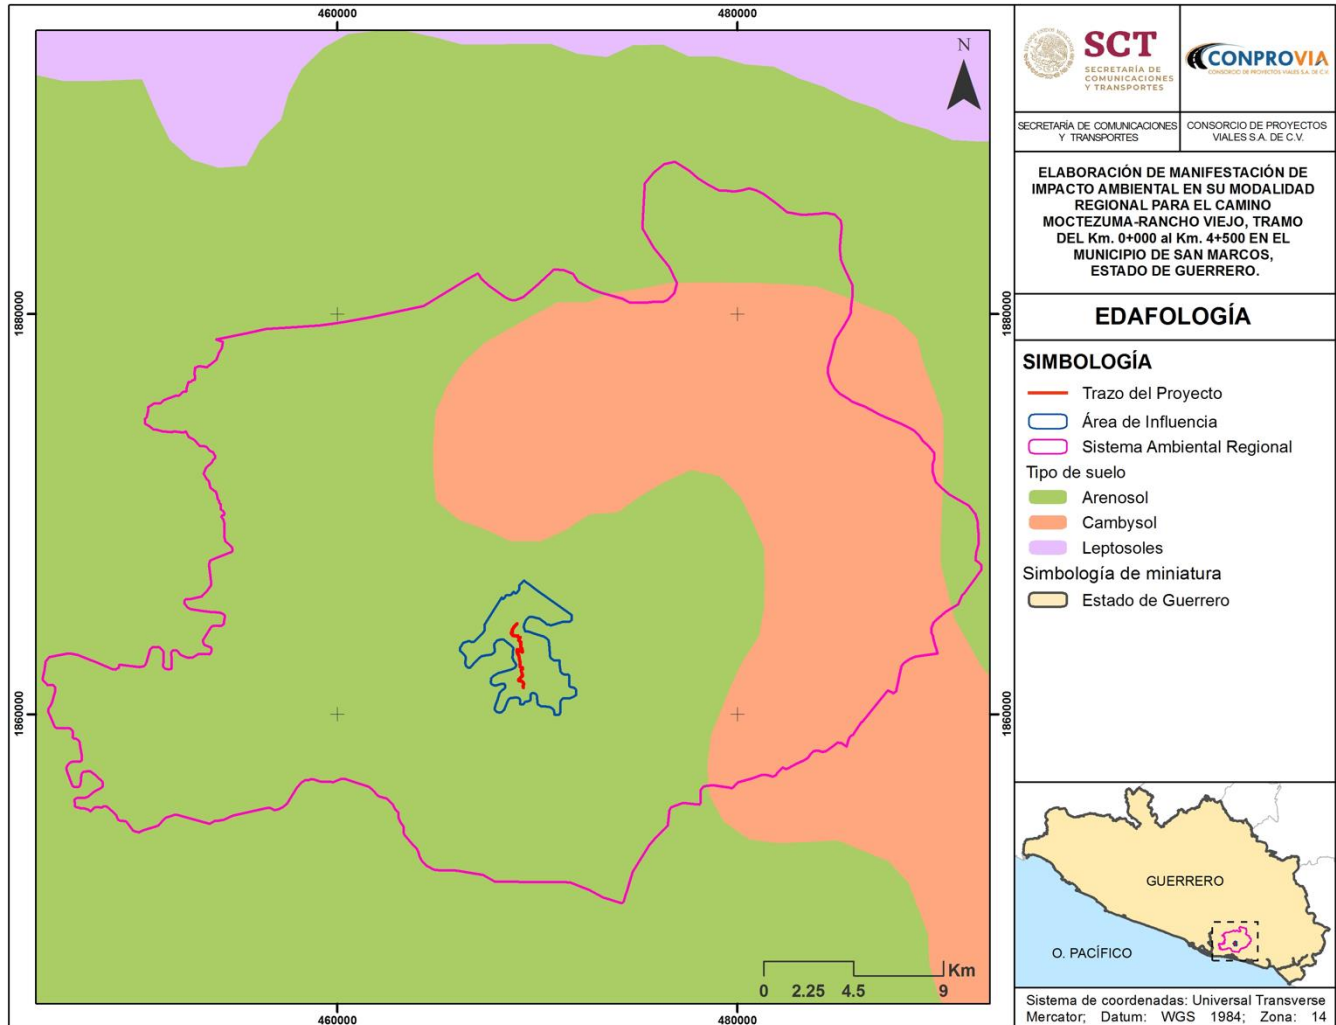 460000
480000
N
1880000
1880000
1860000
1860000
Km
0
2.25
4.5
9
460000
480000
SCT
SECRETARÍA DE
COMUNICACIONES
Y TRANSPORTES
CONPROVIA
CONSORCIO DE PROYECTOS VIALES S.A. DE C.V.
SECRETARÍA DE COMUNICACIONES
Y TRANSPORTES
CONSORCIO DE PROYECTOS
VIALES S.A. DE C.V.
ELABORACIÓN DE MANIFESTACIÓN DE
IMPACTO AMBIENTAL EN SU MODALIDAD
REGIONAL PARA EL CAMINO
MOCTEZUMA-RANCHO VIEJO, TRAMO
DEL Km. 0+000 al Km. 4+500 EN EL
MUNICIPIO DE SAN MARCOS,
ESTADO DE GUERRERO.
EDAFOLOGÍA
SIMBOLOGÍA
Trazo del Proyecto
Área de Influencia
Sistema Ambiental Regional
Tipo de suelo
Arenosol
Cambysol
Leptosoles
Simbología de miniatura
Estado de Guerrero
GUERRERO
O. PACÍFICO
Sistema de coordenadas: Universal Transverse
Mercator; Datum: WGS 1984; Zona: 14